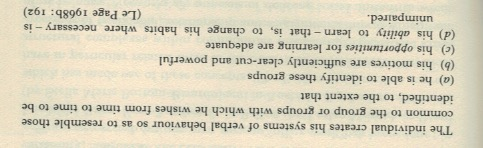 The individual creates his systems of verbal behaviour so as to resemble those
common to the group or groups with which he wishes from time to time to be
identified, to the extent that
(a) he is able to identify these groups
(b) his motives are sufficiently clear-cut and powerful
(c) his opportunities for learning are adequate
(d) his ability to learn – that is, to change his habits where necessary – is
unimpaired. (Le Page 1968b: 192)